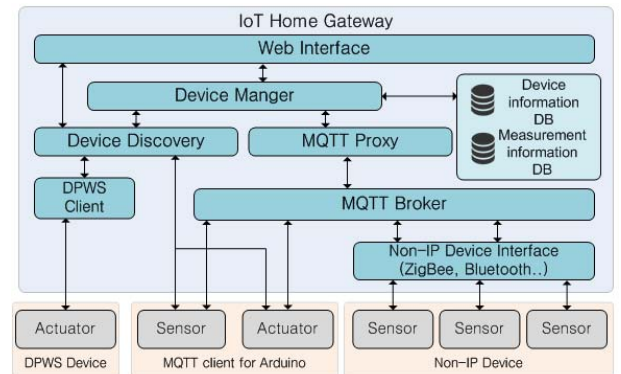 IoT Home Gateway
Web Interface
Device Manger
Device
information
DB
Measurement
information
DB
Device Discovery
MQTT Proxy
DPWS
Client
MQTT Broker
Non-IP Device Interface
(ZigBee, Bluetooth..)
Actuator
Sensor
Actuator
Sensor
Sensor
Sensor
DPWS Device
MQTT client for Arduino
Non-IP Device